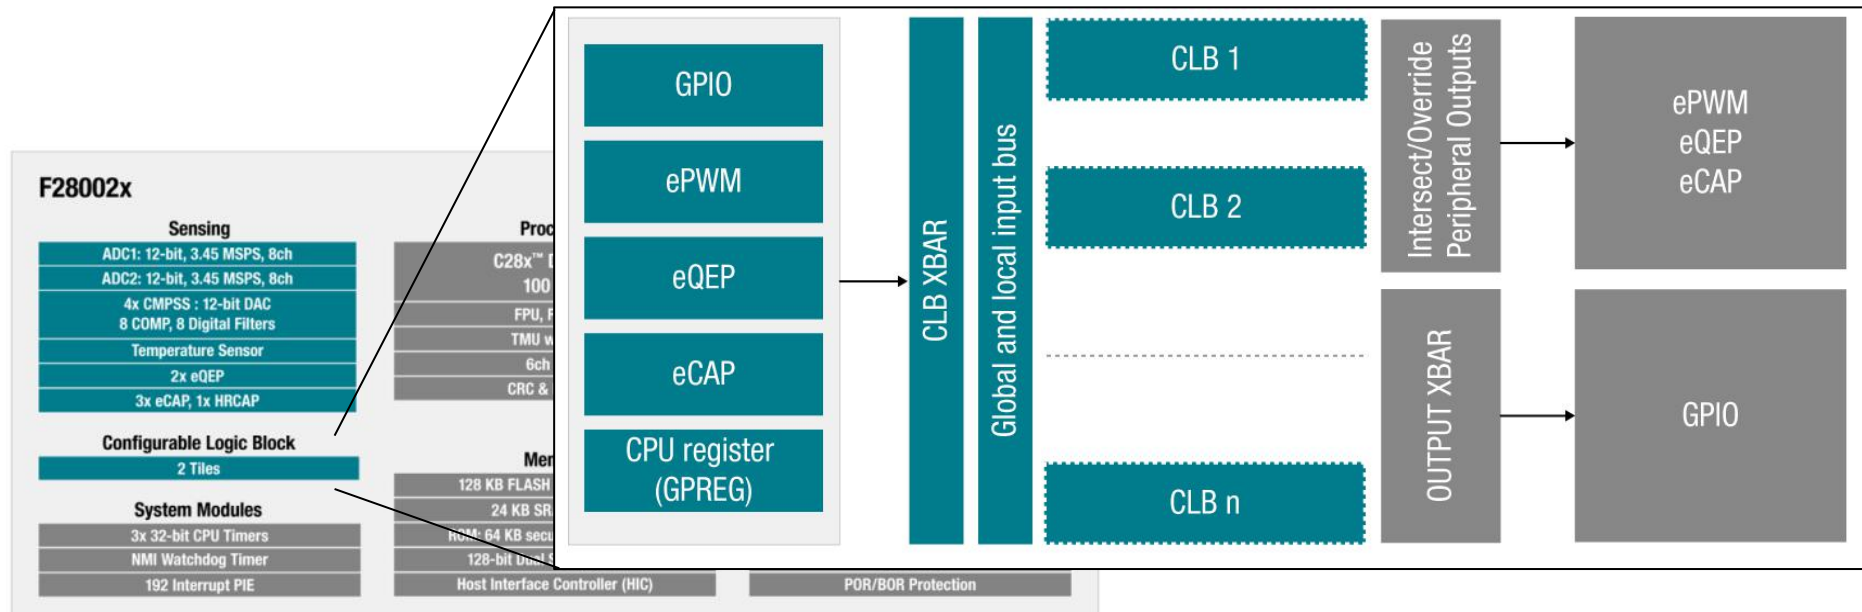 F28002x
Sensing
ADC1: 12-bit, 3.45 MSPS, 8ch
ADC2: 12-bit, 3.45 MSPS, 8ch
4x CMPSS : 12-bit DAC
8 COMP, 8 Digital Filters
Temperature Sensor
2x eQEP
3x eCAP, 1x HRCAP
Configurable Logic Block
2 Tiles
System Modules
3x 32-bit CPU Timers
NMI Watchdog Timer
192 Interrupt PIE
C28x™
100
FPU,
TMU
6ch
CRC &
128 KB FLASH
24 KB
ROM: 64 KB
128-bit Dual
Host Interface Controller (HIC)
POR/BOR Protection
GPIO
ePWM
eQEP
eCAP
CPU register
(GPREG)
CLB XBAR
Global and local input bus
CLB 1
CLB 2
CLB n
Intersect/Override
Peripheral Outputs
OUTPUT XBAR
ePWM
eQEP
eCAP
GPIO